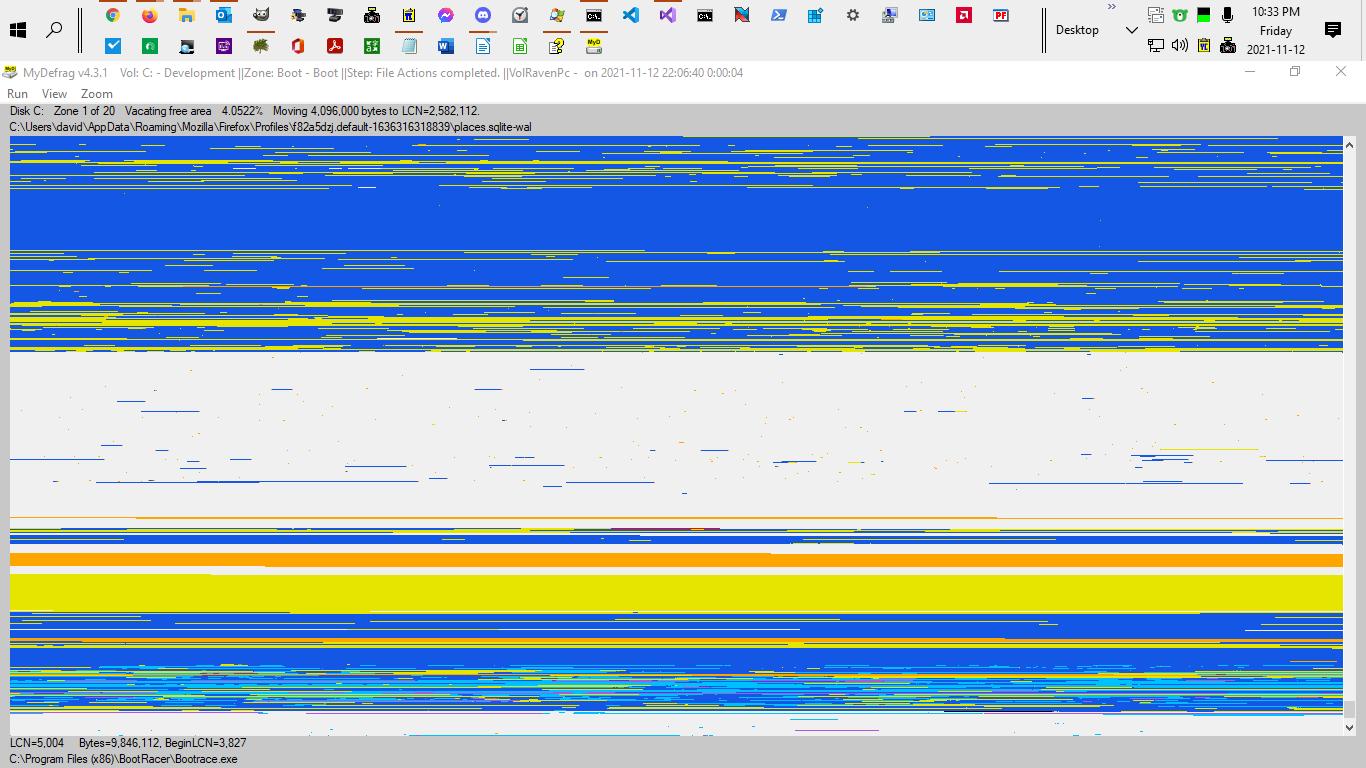 10:33 PM
Desktop
Friday
2021-11-12
MyDefrag v4.3.1 Vol: C: - Development ||Zone: Boot - Boot ||Step: File Actions completed. ||VolRavenPc - on 2021-11-12 22:06:40 0:00:04
Run View Zoom
Disk C: Zone 1 of 20 Vacating free area 4.0522% Moving 4,096,000 bytes to LCN=2,582,112.
C:\Users\david\AppData\Roaming\Mozilla\Firefox\Profiles\f82a5dzj.default-1636316318839\places.sqlite-wal
LCN=5,004 Bytes=9,846,112, BeginLCN=3,827
C:\Program Files (x86)\BootRacer\Bootrace.exe